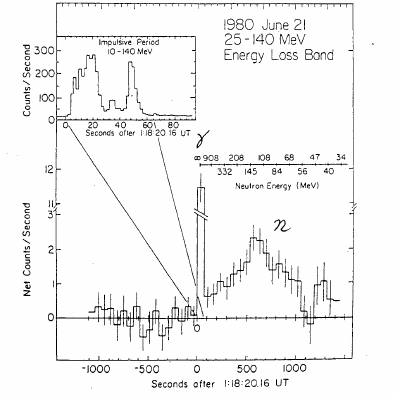 1980 June 21
25-140 MeV
Energy Loss Band
Impulsive Period
10-140 MeV
Counts/Second
300
200
100
0
0 20 40 60 80
Seconds after 1:18:20.16 UT
γ
∞ 908 208 108 68 47 34
332 145 84 56 40
Neutron Energy (MeV)
n
Net Counts/Second
12
11
3
2
1
0
0
-1000 -500 0 500 1000
Seconds after 1:18:20.16 UT